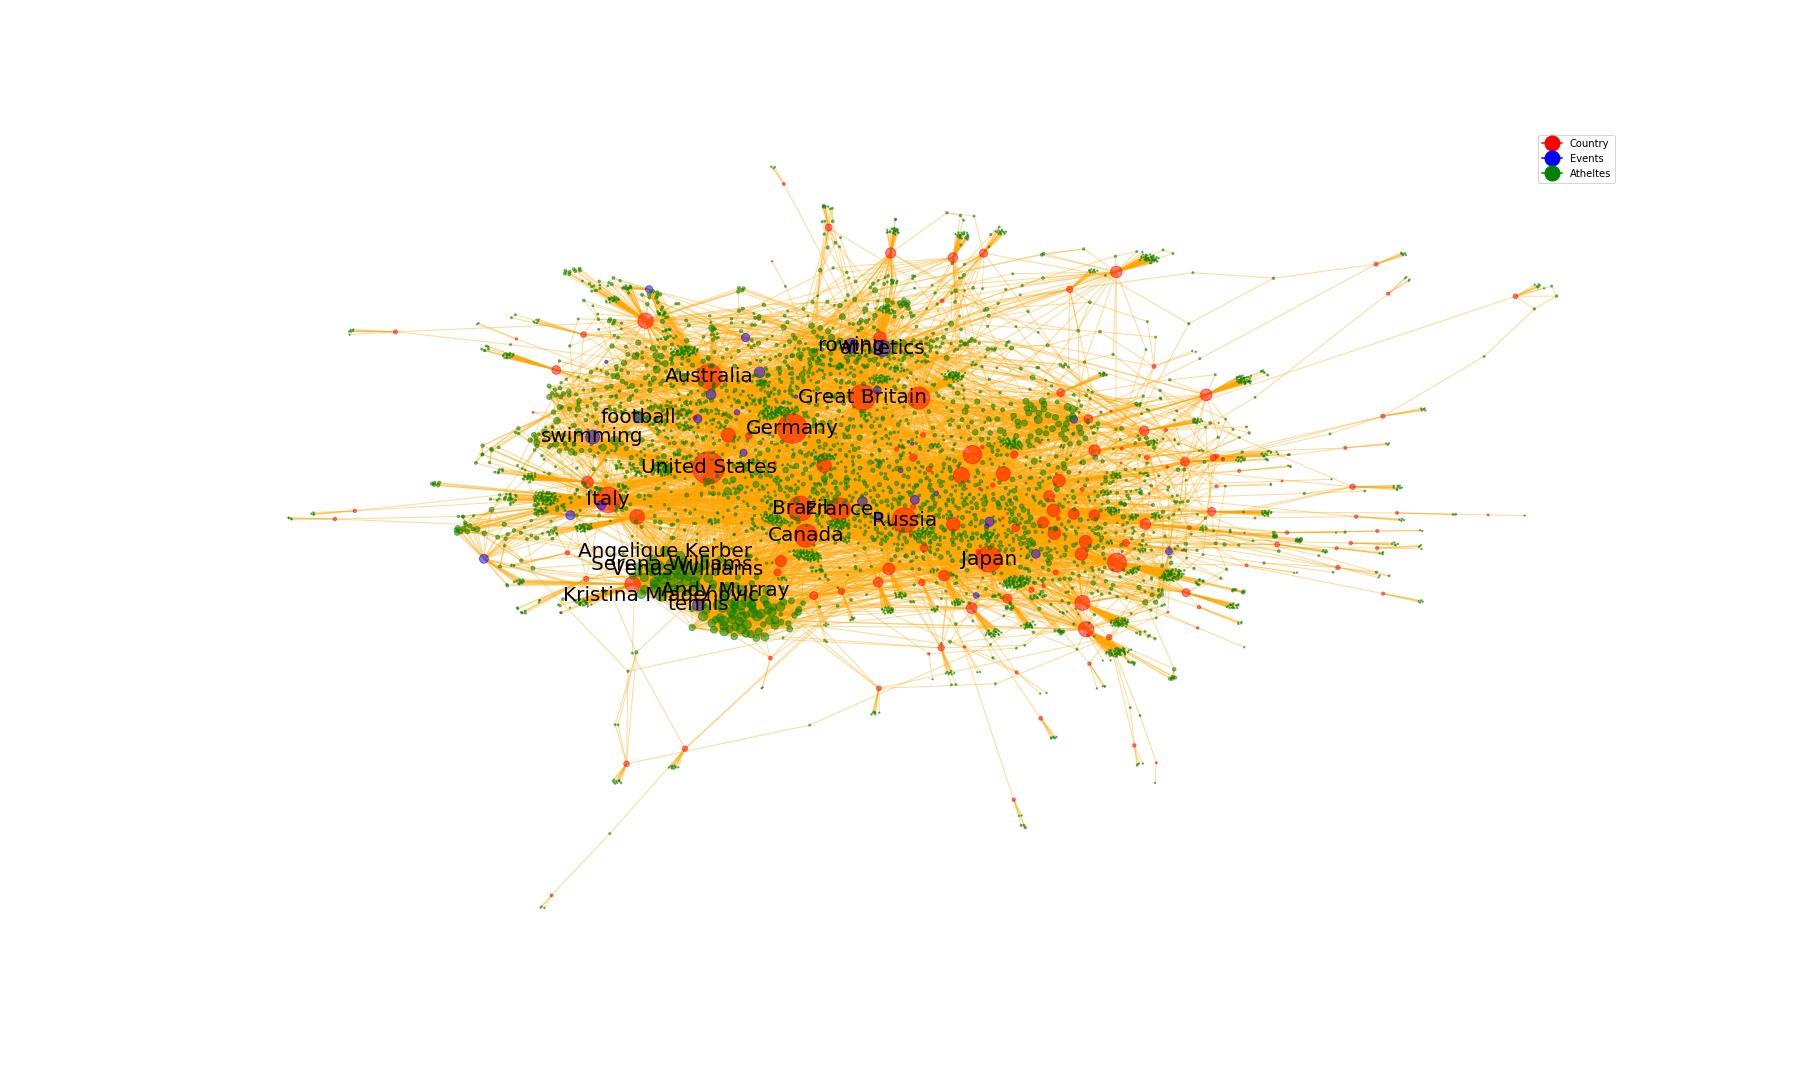 Country
Events
Atheltes
rowing
athletics
Australia
Great Britain
football
Germany
swimming
United States
Italy
Brazil
France
Russia
Canada
Angelique Kerber
Japan
Serena Williams
Venus Williams
Andy Murray
Kristina Mladenovic
tennis